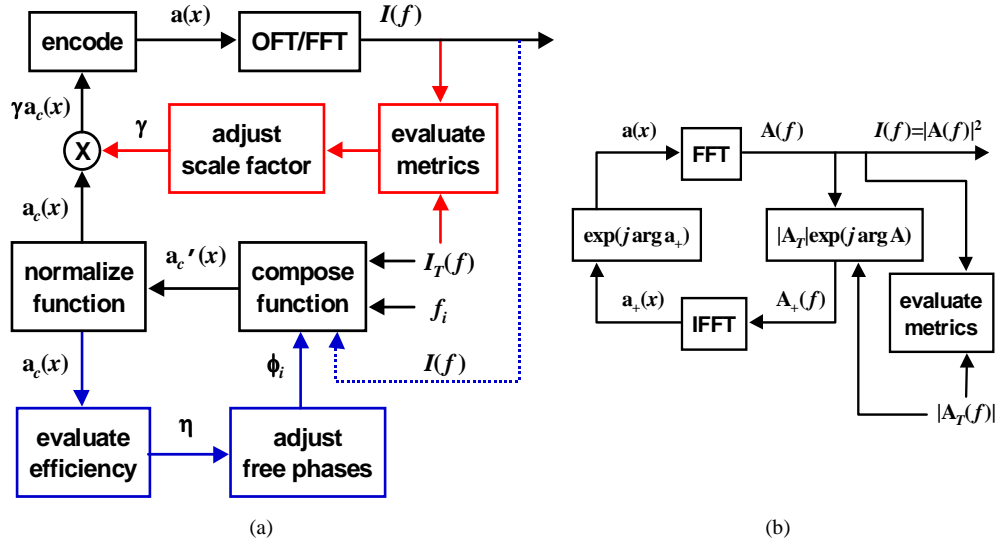 a(x)
I(f)
encode
OFT/FFT
γa_c(x)
γ
adjust
scale factor
evaluate
metrics
X
a_c(x)
a_c′(x)
I_T(f)
normalize
function
compose
function
f_i
a_c(x)
ϕ_i
I(f)
evaluate
efficiency
η
adjust
free phases
(a)
a(x)
A(f)
I(f)=|A(f)|²
FFT
exp(j arg a₊)
|A_T|exp(j arg A)
a₊(x)
A₊(f)
IFFT
evaluate
metrics
|A_T(f)|
(b)